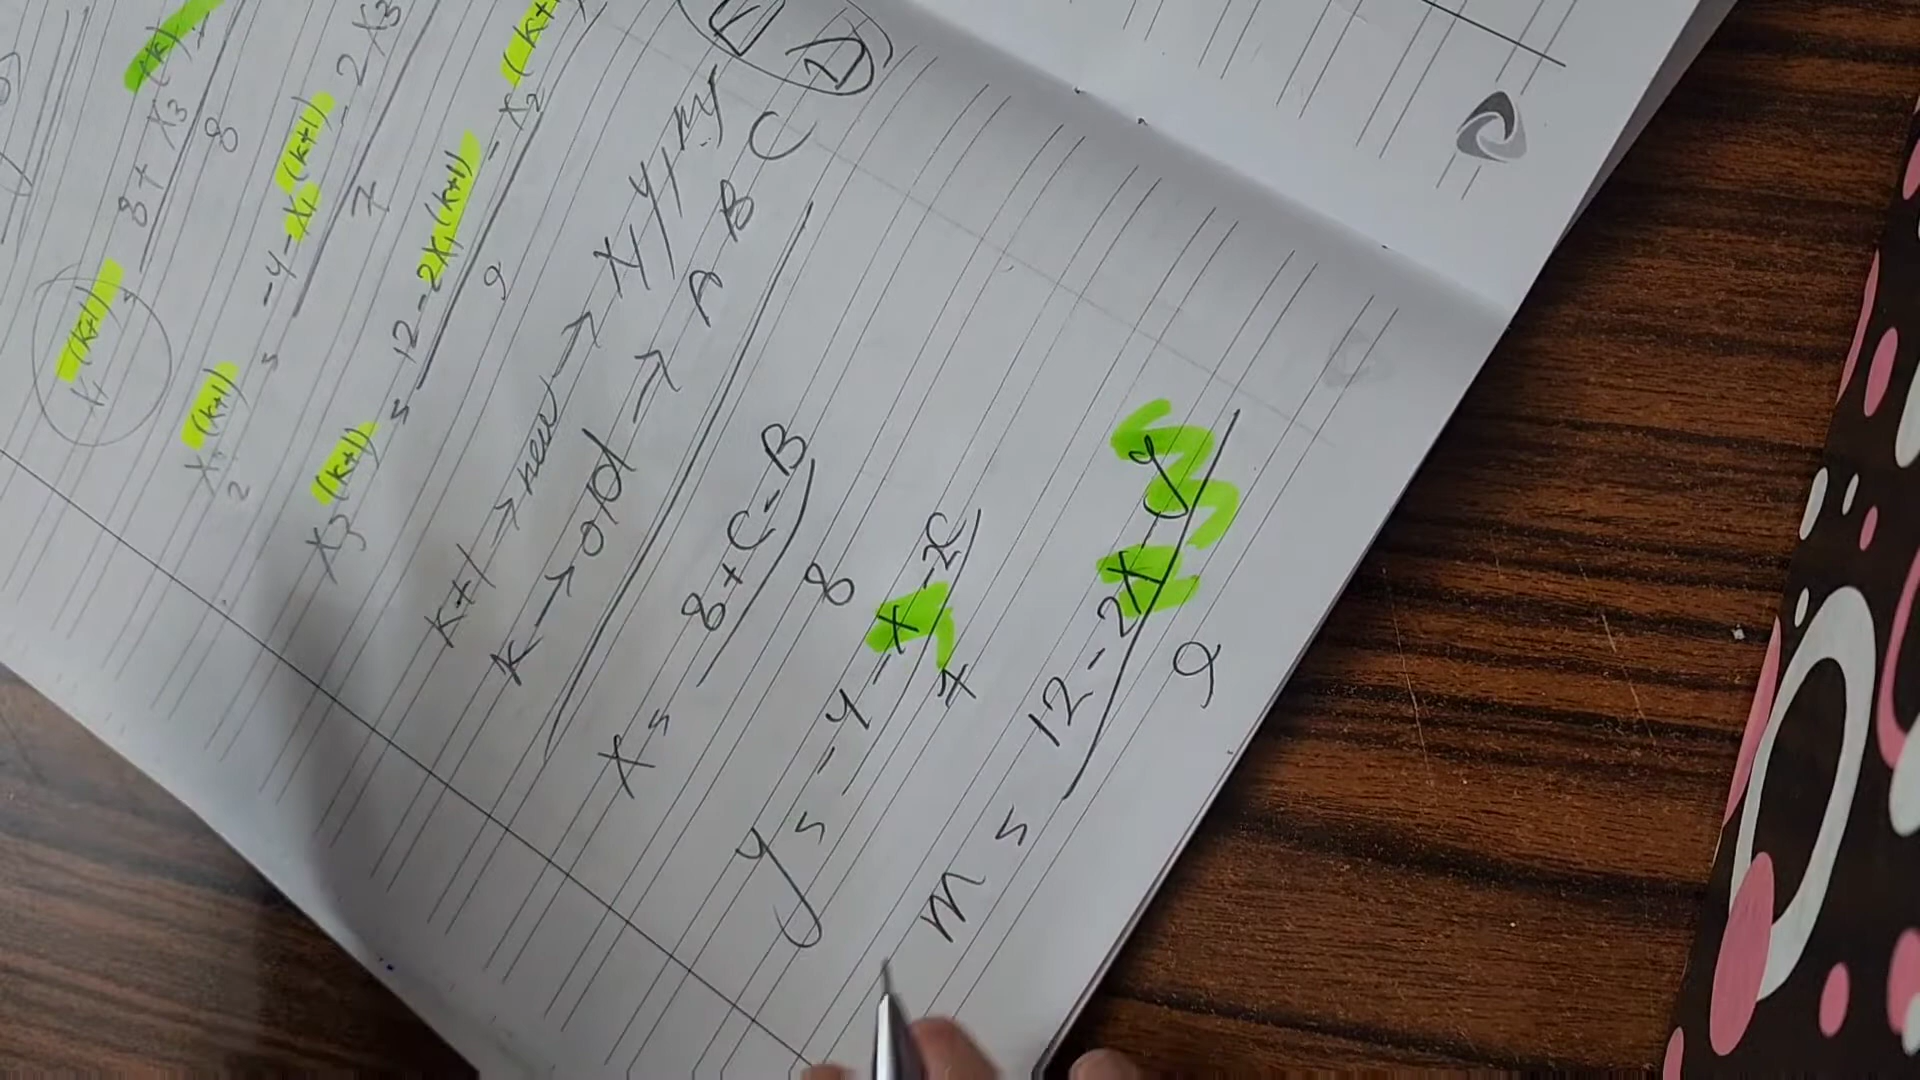 x₁^(k+1) = 8 + x₃^(k)
8
x₂^(k+1) = -4 - x₁^(k+1) - 2x₃
7
x₃^(k+1) = 12 - 2x₁^(k+1) - x₂^(k+1)
9
k+1 → new → x, y, m
k → old → A B C
D
x = 8 + C - B
8
y = -4 - x - 2C
7
m = 12 - 2x - y
9